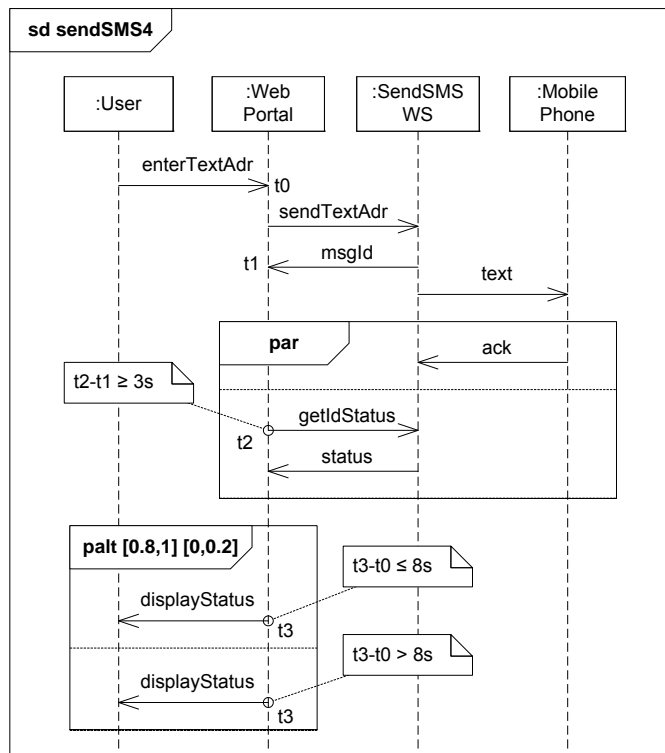 sd sendSMS4
:User
:Web
Portal
:SendSMS
WS
:Mobile
Phone
enterTextAdr
t0
sendTextAdr
msgId
t1
text
par
ack
t2-t1 ≥ 3s
getIdStatus
t2
status
palt [0.8,1] [0,0.2]
t3-t0 ≤ 8s
displayStatus
t3
t3-t0 > 8s
displayStatus
t3